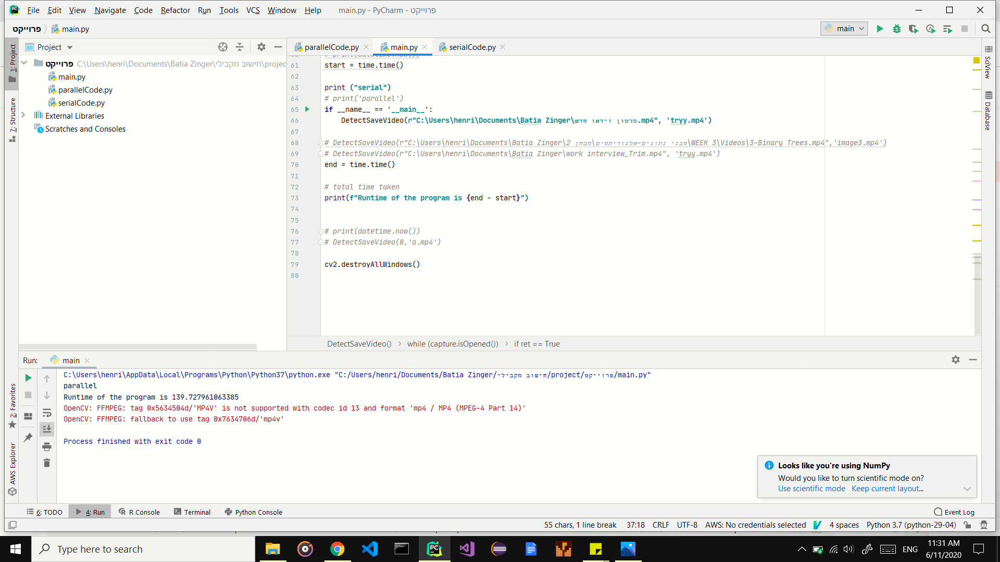 File Edit View Navigate Code Refactor Run Tools VCS Window Help main.py - PyCharm - פרוייקט
פרוייקט main.py main
Project
parallelCode.py main.py serialCode.py
1: Project
7: Structure
2: Favorites
AWS Explorer
SciView
Database
פרוייקט C:\Users\henri\Documents\Batia Zinger\חישוב מקבילי\projec
main.py
parallelCode.py
serialCode.py
External Libraries
Scratches and Consoles
61 start = time.time()
62
63 print ("serial")
64 # print('parallel')
65 if __name__ == '__main__':
66 DetectSaveVideo(r"C:\Users\henri\Documents\Batia Zinger\סרטון וידאו חדש.mp4", 'tryy.mp4')
67
68 # DetectSaveVideo(r"C:\Users\henri\Documents\Batia Zinger\2 מבני נתונים-אלגוריתמים\מבחן\WEEK 3\Videos\3-Binary Trees.mp4",'image3.mp4')
69 # DetectSaveVideo(r"C:\Users\henri\Documents\Batia Zinger\work interview_Trim.mp4", 'tryy.mp4')
70 end = time.time()
71
72 # total time taken
73 print(f"Runtime of the program is {end - start}")
74
75
76 # print(datetime.now())
77 # DetectSaveVideo(0,'a.mp4')
78
79 cv2.destroyAllWindows()
80
DetectSaveVideo() › while (capture.isOpened()) › if ret == True
Run: main
C:\Users\henri\AppData\Local\Programs\Python\Python37\python.exe "C:/Users/henri/Documents/Batia Zinger/חישוב מקבילי/project/פרוייקט/main.py"
parallel
Runtime of the program is 139.727961063385
OpenCV: FFMPEG: tag 0x5634504d/'MP4V' is not supported with codec id 13 and format 'mp4 / MP4 (MPEG-4 Part 14)'
OpenCV: FFMPEG: fallback to use tag 0x7634706d/'mp4v'
Process finished with exit code 0
Looks like you're using NumPy
Would you like to turn scientific mode on?
Use scientific mode Keep current layout...
6: TODO 4: Run R Console Terminal Python Console Event Log
55 chars, 1 line break 37:18 CRLF UTF-8 AWS: No credentials selected 4 spaces Python 3.7 (python-29-04)
Type here to search
ENG
11:31 AM
6/11/2020